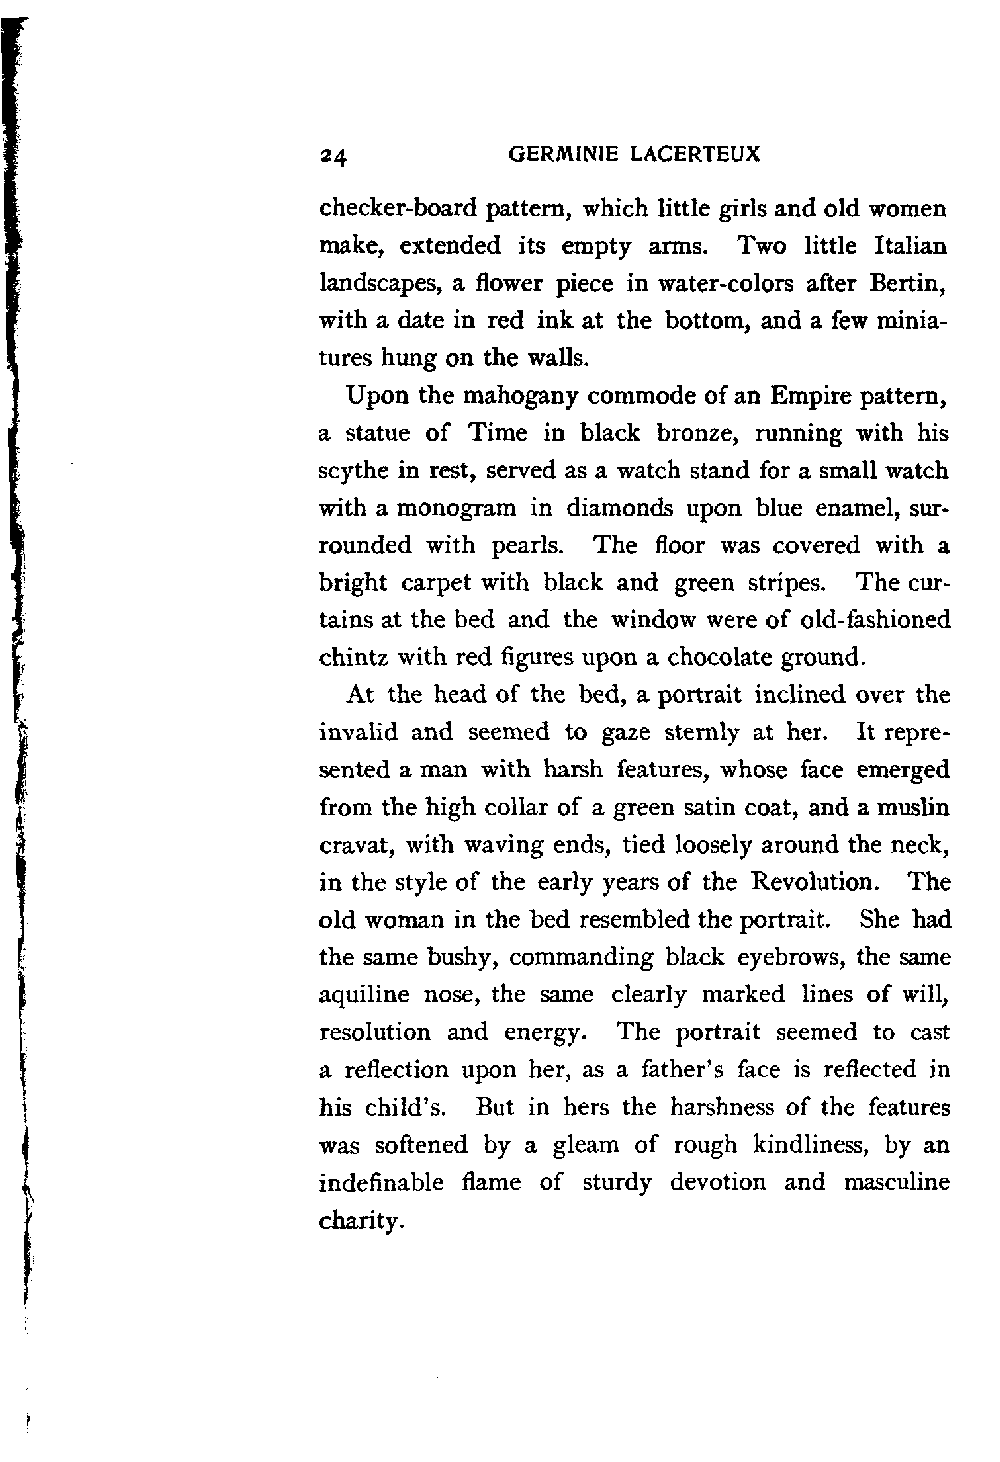 24 GERMINIE LACERTEUX
checker-board pattern, which little girls and old women
make, extended its empty arms. Two little Italian
landscapes, a flower piece in water-colors after Bertin,
with a date in red ink at the bottom, and a few minia-
tures hung on the walls.
Upon the mahogany commode of an Empire pattern,
a statue of Time in black bronze, running with his
scythe in rest, served as a watch stand for a small watch
with a monogram in diamonds upon blue enamel, sur-
rounded with pearls. The floor was covered with a
bright carpet with black and green stripes. The cur-
tains at the bed and the window were of old-fashioned
chintz with red figures upon a chocolate ground.
At the head of the bed, a portrait inclined over the
invalid and seemed to gaze sternly at her. It repre-
sented a man with harsh features, whose face emerged
from the high collar of a green satin coat, and a muslin
cravat, with waving ends, tied loosely around the neck,
in the style of the early years of the Revolution. The
old woman in the bed resembled the portrait. She had
the same bushy, commanding black eyebrows, the same
aquiline nose, the same clearly marked lines of will,
resolution and energy. The portrait seemed to cast
a reflection upon her, as a father's face is reflected in
his child's. But in hers the harshness of the features
was softened by a gleam of rough kindliness, by an
indefinable flame of sturdy devotion and masculine
charity.